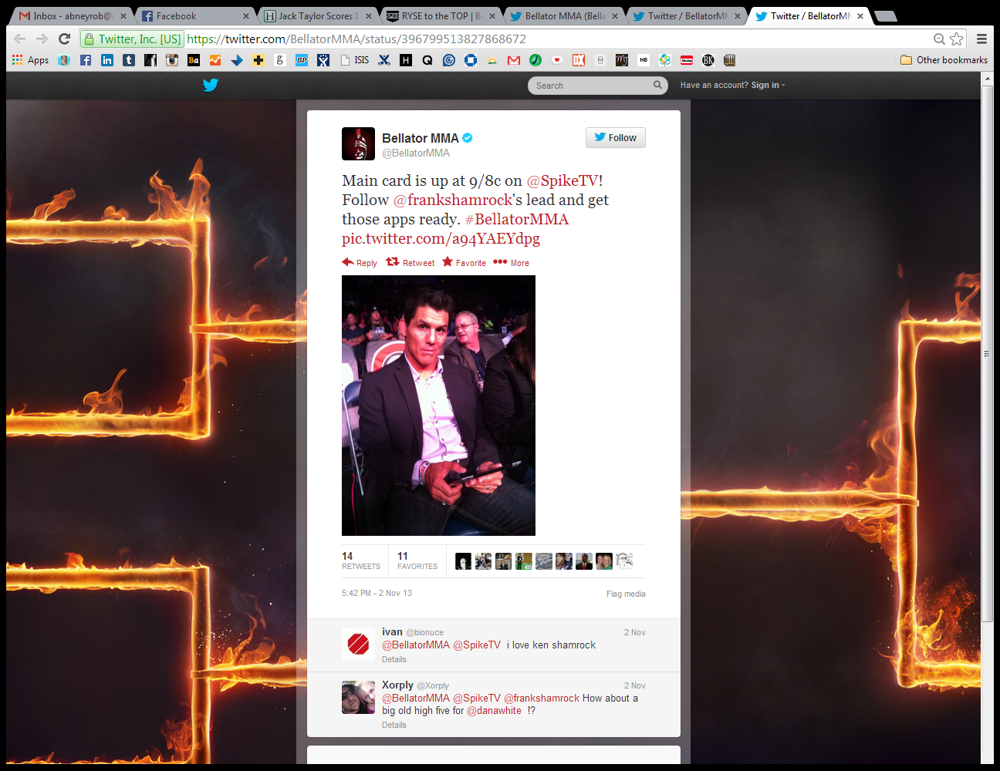 Inbox - abneyrob@
Facebook
Jack Taylor Scores 1
SPIKE RYSE to the TOP | Be
Bellator MMA (Bella
Twitter / BellatorMM
Twitter / BellatorMM
Twitter, Inc. [US] https://twitter.com/BellatorMMA/status/396799513827868672
Apps
ISIS
Other bookmarks
Search
Have an account? Sign in
Bellator MMA
@BellatorMMA
Follow
Main card is up at 9/8c on @SpikeTV!
Follow @frankshamrock's lead and get
those apps ready. #BellatorMMA
pic.twitter.com/a94YAEYdpg
Reply Retweet Favorite More
14
RETWEETS
11
FAVORITES
5:42 PM - 2 Nov 13
Flag media
ivan @bionuce 2 Nov
@BellatorMMA @SpikeTV i love ken shamrock
Details
Xorply @Xorply 2 Nov
@BellatorMMA @SpikeTV @frankshamrock How about a
big old high five for @danawhite !?
Details